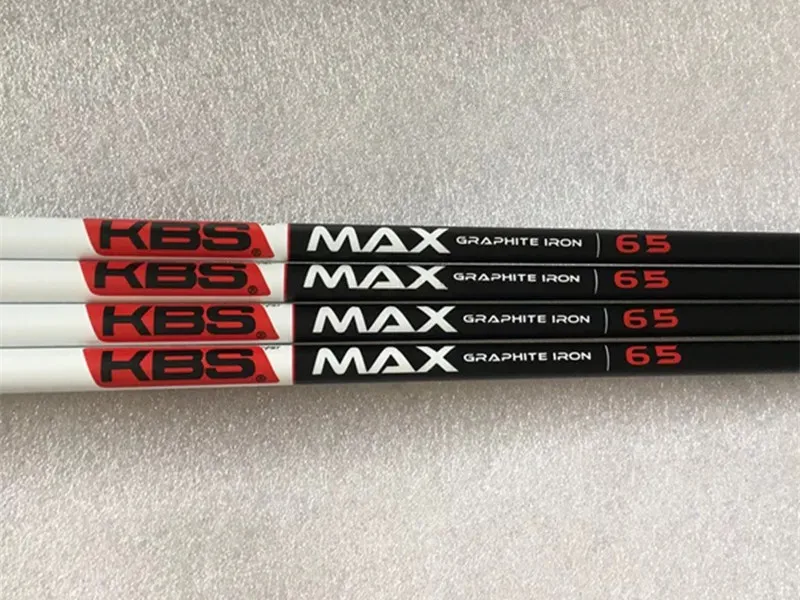 KBS® MAX GRAPHITE IRON | 65
KBS MAX GRAPHITE IRON | 65
KBS® MAX GRAPHITE IRON | 65
KBS® MAX GRAPHITE IRON | 65